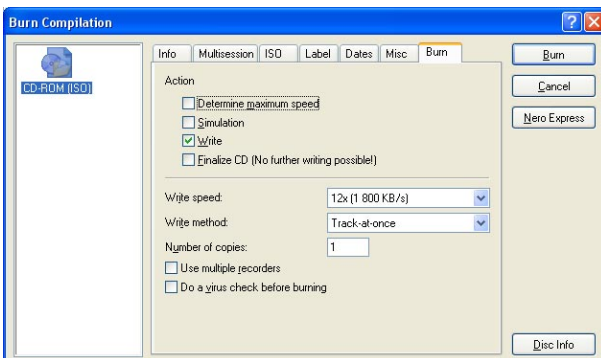 Burn Compilation
CD-ROM (ISO)
Info Multisession ISO Label Dates Misc Burn
Action
Determine maximum speed
Simulation
Write
Finalize CD (No further writing possible!)
Write speed: 12x (1 800 KB/s)
Write method: Track-at-once
Number of copies: 1
Use multiple recorders
Do a virus check before burning
Burn
Cancel
Nero Express
Disc Info